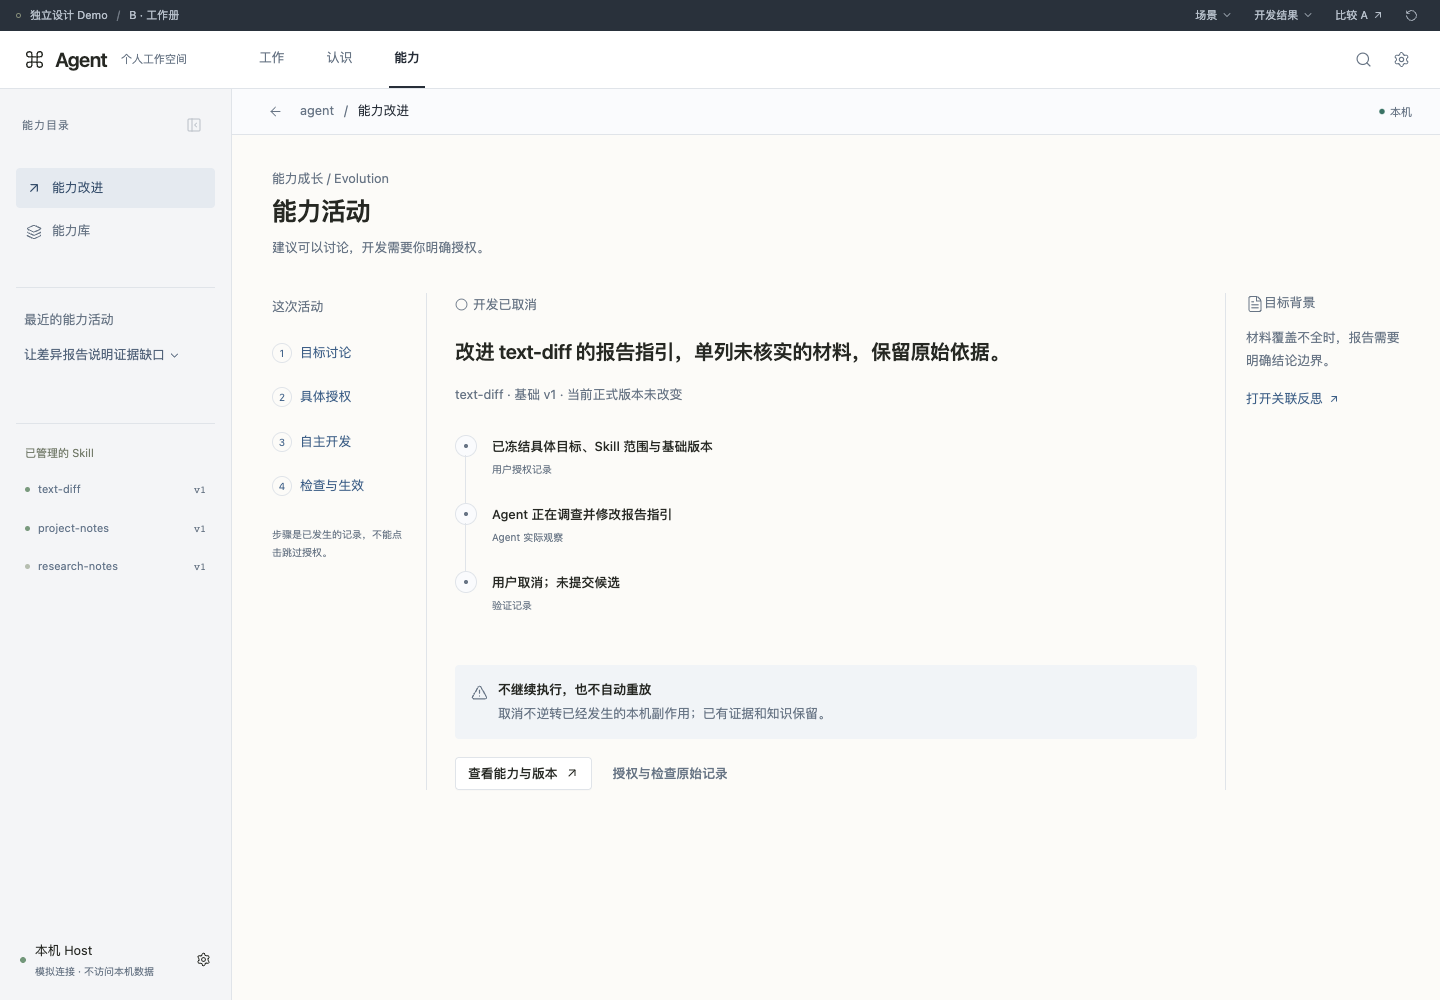 独立设计 Demo / B · 工作册
场景
开发结果
比较 A
Agent 个人工作空间
工作
认识
能力
能力目录
能力改进
能力库
最近的能力活动
让差异报告说明证据缺口
已管理的 Skill
text-diff v1
project-notes v1
research-notes v1
本机 Host
模拟连接 · 不访问本机数据
agent / 能力改进
本机
能力成长 / Evolution
能力活动
建议可以讨论，开发需要你明确授权。
这次活动
1 目标讨论
2 具体授权
3 自主开发
4 检查与生效
步骤是已发生的记录，不能点
击跳过授权。
开发已取消
改进 text-diff 的报告指引，单列未核实的材料，保留原始依据。
text-diff · 基础 v1 · 当前正式版本未改变
已冻结具体目标、Skill 范围与基础版本
用户授权记录
Agent 正在调查并修改报告指引
Agent 实际观察
用户取消；未提交候选
验证记录
不继续执行，也不自动重放
取消不逆转已经发生的本机副作用；已有证据和知识保留。
查看能力与版本
授权与检查原始记录
目标背景
材料覆盖不全时，报告需要
明确结论边界。
打开关联反思